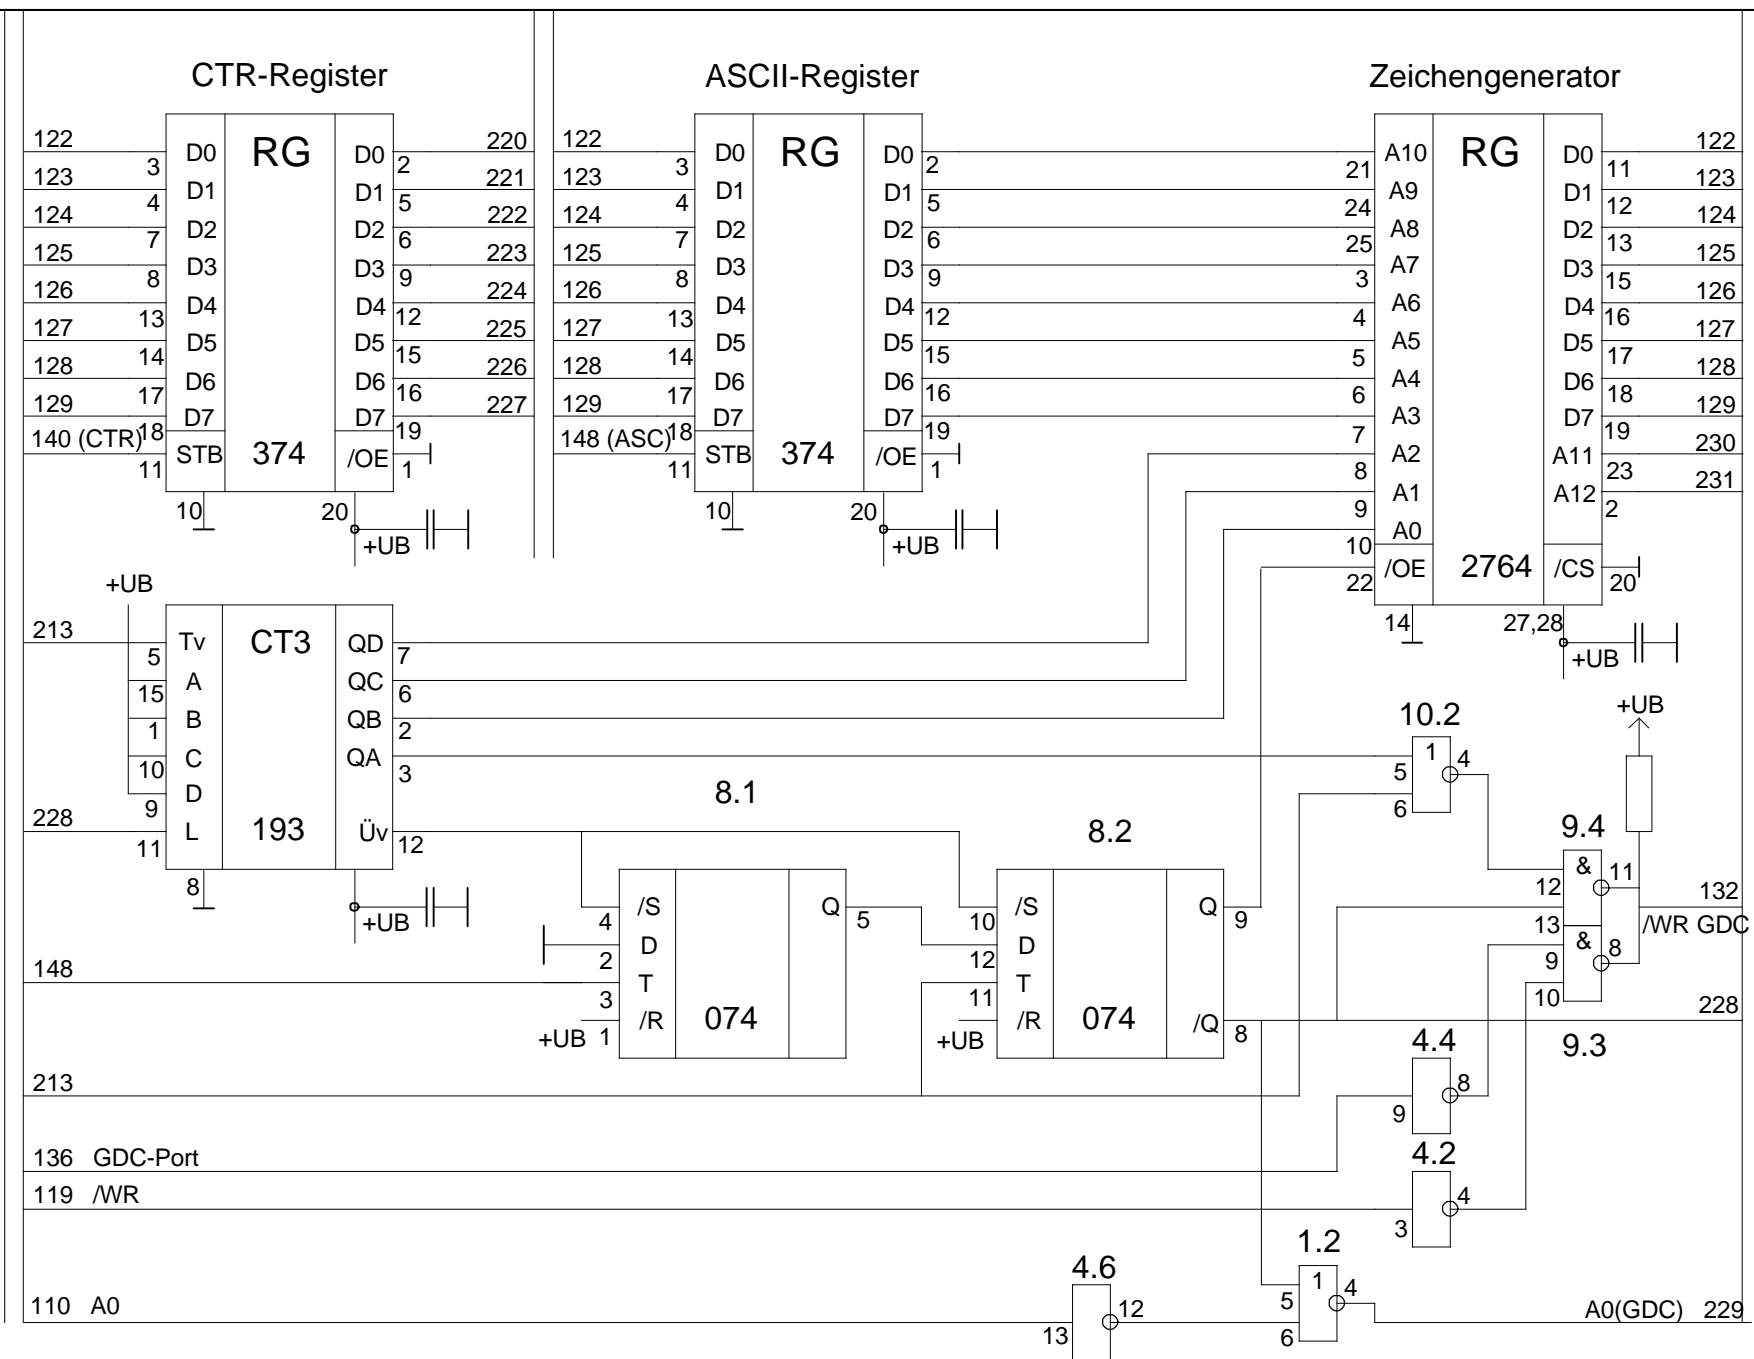 CTR-Register ASCII-Register Zeichengenerator
122 3 D0 RG D0 2 220 122 3 D0 RG D0 2 21 A10 RG D0 11 122
123 4 D1 D1 5 221 123 4 D1 D1 5 24 A9 D1 12 123
124 7 D2 D2 6 222 124 7 D2 D2 6 25 A8 D2 13 124
125 8 D3 D3 9 223 125 8 D3 D3 9 3 A7 D3 15 125
126 13 D4 D4 12 224 126 13 D4 D4 12 4 A6 D4 16 126
127 14 D5 D5 15 225 127 14 D5 D5 15 5 A5 D5 17 127
128 17 D6 D6 16 226 128 17 D6 D6 16 6 A4 D6 18 128
129 18 D7 D7 19 227 129 18 D7 D7 19 7 A3 D7 19 129
140 (CTR) 11 STB 374 /OE 1 148 (ASC) 11 STB 374 /OE 1 8 A2 A11 23 230
10 20 10 20 9 A1 A12 2 231
+UB +UB 10 A0
22 /OE 2764 /CS 20
+UB 14 27,28
213 5 Tv CT3 QD 7 +UB
15 A QC 6
1 B QB 2 10.2 +UB
10 C QA 3 5 1 4
9 D 8.1 6
228 11 L 193 Üv 12 8.2 9.4
8 12 & 11
+UB 4 /S Q 5 10 /S Q 9 13 132
2 D 12 D 9 & 8 /WR GDC
148 3 T 11 T 10
+UB 1 /R 074 +UB /R 074 /Q 8 228
4.4 9.3
213 9 8
136 GDC-Port 4.2
119 /WR 3 4
4.6 1.2
110 A0 13 12 5 1 4 A0(GDC) 229
6